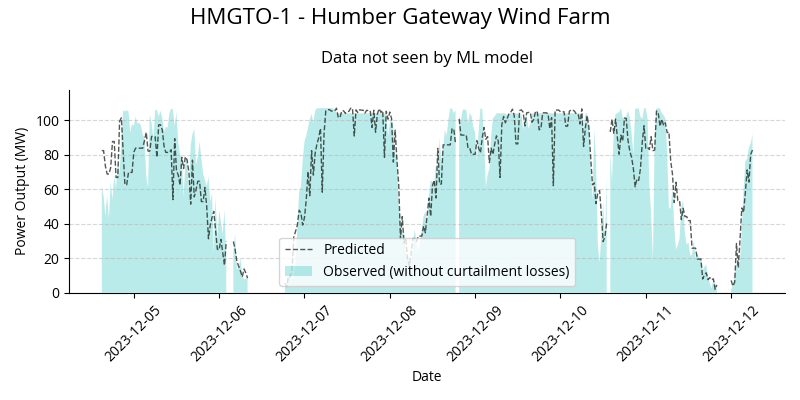 HMGTO-1 - Humber Gateway Wind Farm
Data not seen by ML model
Power Output (MW)
100
80
60
40
20
0
Predicted
Observed (without curtailment losses)
2023-12-05
2023-12-06
2023-12-07
2023-12-08
2023-12-09
2023-12-10
2023-12-11
2023-12-12
Date